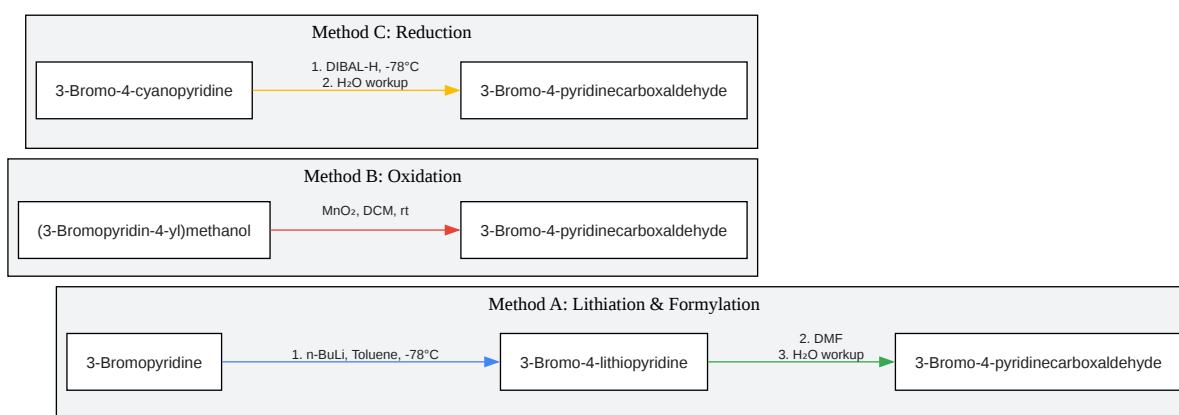 Method C: Reduction
3-Bromo-4-cyanopyridine
1. DIBAL-H, -78°C
2. H₂O workup
3-Bromo-4-pyridinecarboxaldehyde
Method B: Oxidation
(3-Bromopyridin-4-yl)methanol
MnO₂, DCM, rt
3-Bromo-4-pyridinecarboxaldehyde
Method A: Lithiation & Formylation
3-Bromopyridine
1. n-BuLi, Toluene, -78°C
3-Bromo-4-lithiopyridine
2. DMF
3. H₂O workup
3-Bromo-4-pyridinecarboxaldehyde